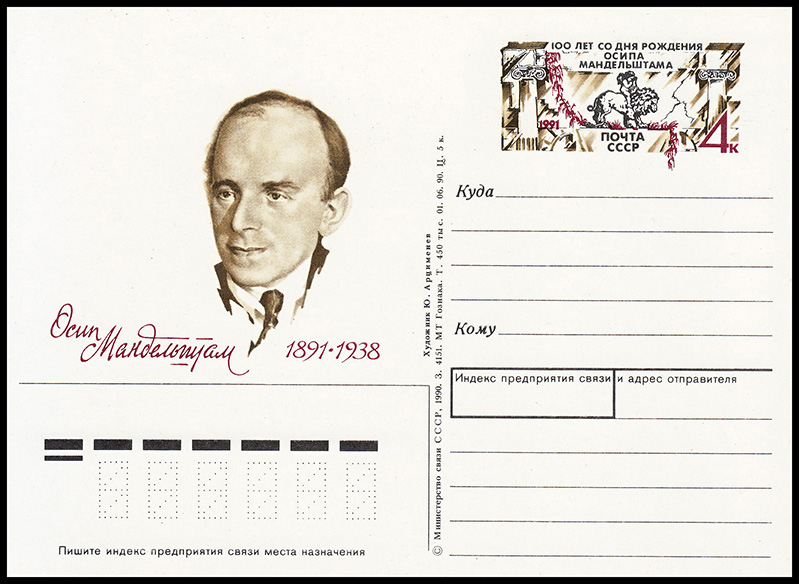 100 ЛЕТ СО ДНЯ РОЖДЕНИЯ
ОСИПА
МАНДЕЛЬШТАМА
1991
ПОЧТА
СССР
4к
Осип
Мандельштам
1891·1938
Куда
Кому
Индекс предприятия связи и адрес отправителя
Пишите индекс предприятия связи места назначения
© Министерство связи СССР, 1990. З. 4151. МТ Гознака. Т. 450 тыс. 01. 06. 90. Ц. 5 к.
Художник Ю. Арцименев